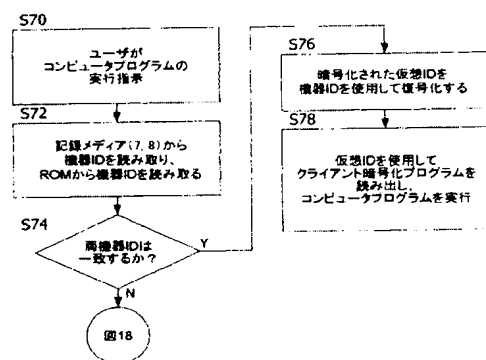 S70
ユーザが
コンピュータプログラムの
実行指示
S72
記録メディア(7, 8)から
機器IDを読み取り、
ROMから機器IDを読み取る
S74
両機器IDは
一致するか?
Y
N
図18
S76
暗号化された仮想IDを
機器IDを使用して復号化する
S78
仮想IDを使用して
クライアント暗号化プログラムを
読み出し、
コンピュータプログラムを実行